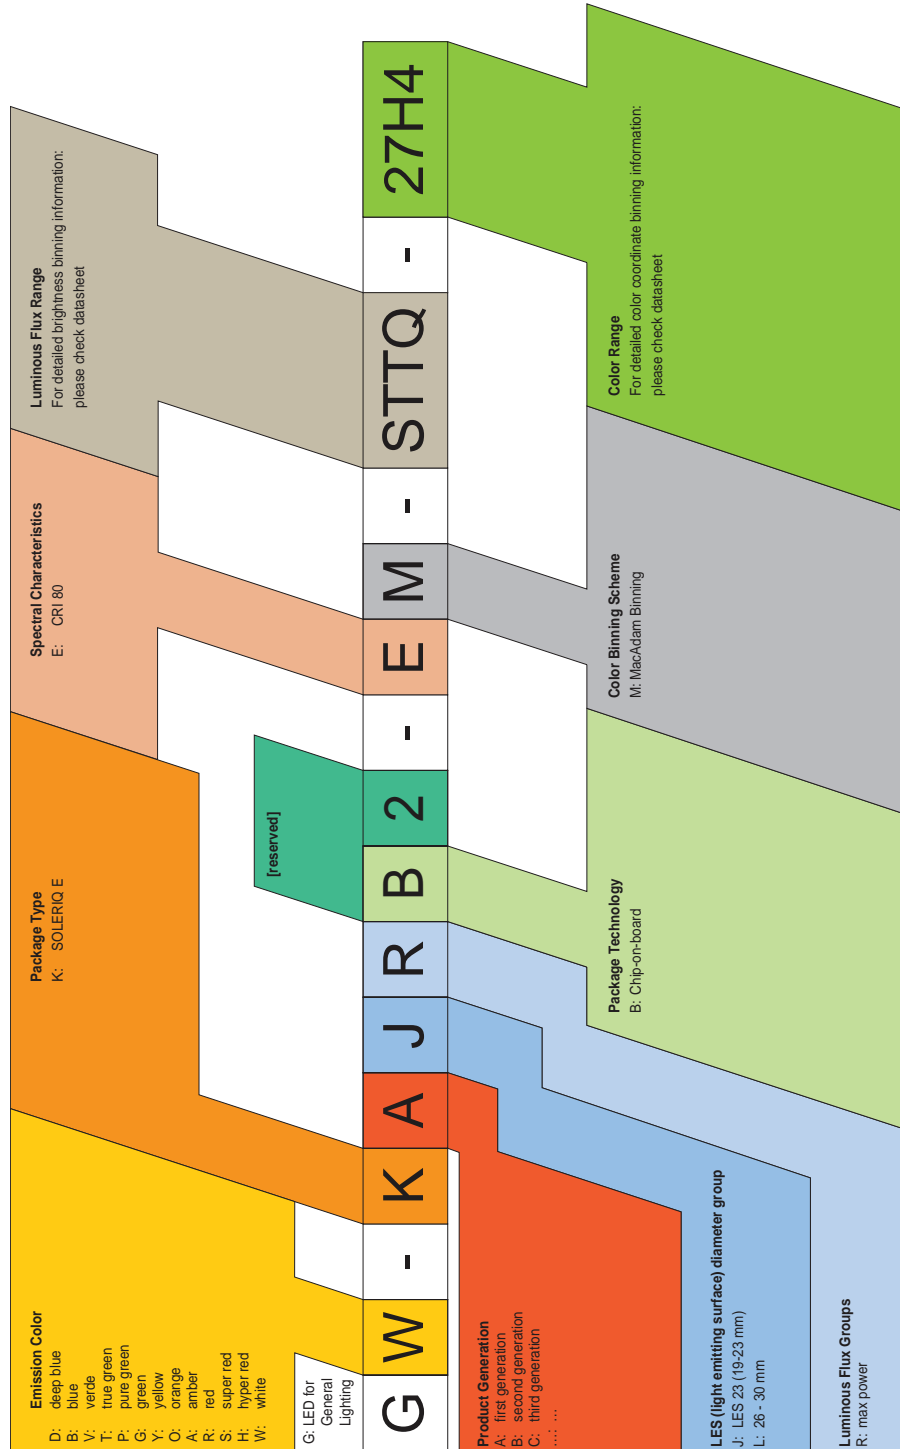 Emission Color
D: deep blue
B: blue
V: verde
T: true green
P: pure green
G: green
Y: yellow
O: orange
A: amber
R: red
S: super red
H: hyper red
W: white
Package Type
K: SOLERIQ E
Spectral Characteristics
E: CRI 80
Luminous Flux Range
For detailed brightness binning information:
please check datasheet
G: LED for
General
Lighting
[reserved]
G W - K A J R B 2 - E M - STTQ - 27H4
Product Generation
A: first generation
B: second generation
C: third generation
...: ...
LES (light emitting surface) diameter group
J: LES 23 (19-23 mm)
L: 26 - 30 mm
Luminous Flux Groups
R: max power
Package Technology
B: Chip-on-board
Color Binning Scheme
M: MacAdam Binning
Color Range
For detailed color coordinate binning information:
please check datasheet